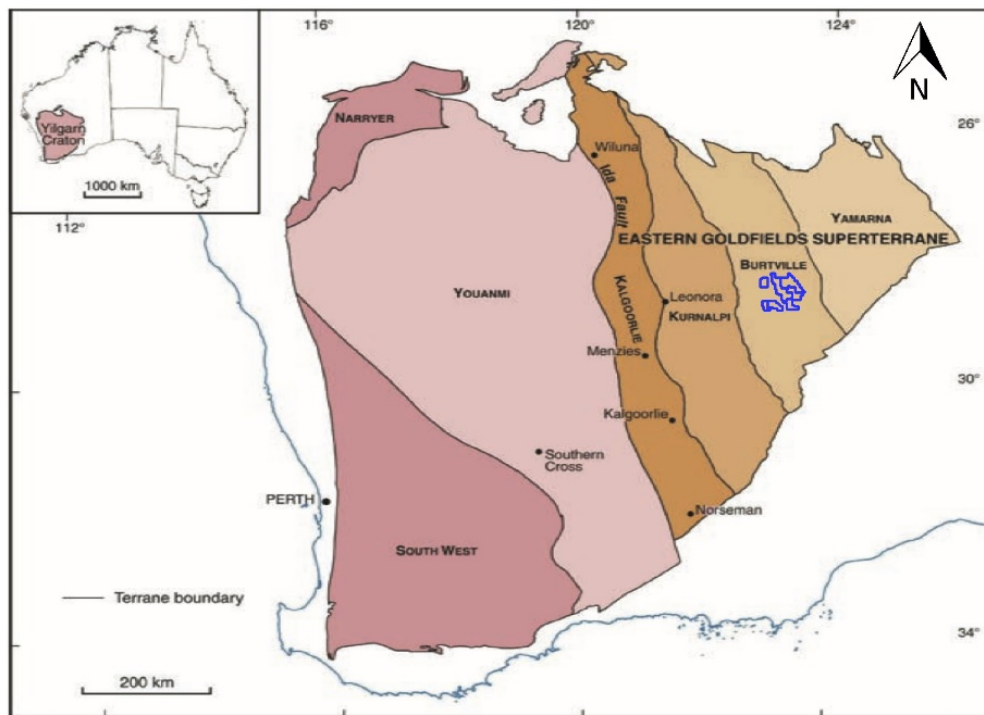 116°
120°
124°
N
Yilgarn
Craton
1000 km
112°
26°
NARRYER
Wiluna
Ida Fault
YAMARNA
EASTERN GOLDFIELDS SUPERTERRANE
BURTVILLE
YOUANMI
KALGOORLIE
Leonora
KURNALPI
Menzies
30°
Kalgoorlie
Southern
Cross
PERTH
Norseman
SOUTH WEST
Terrane boundary
34°
200 km